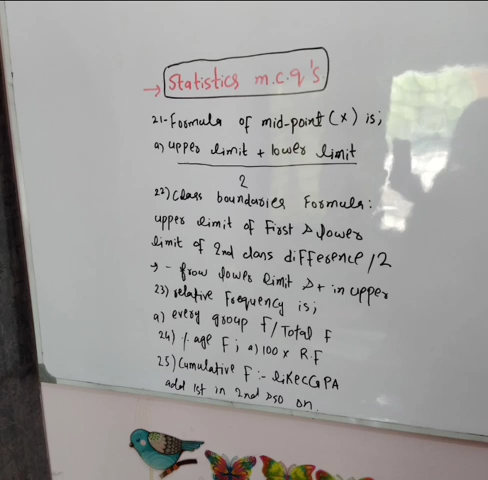 → Statistics m.c.q's.
21- Formula of mid-point (x) is;
a) upper limit + lower limit
2
22) Class boundaries Formula:
upper limit of First & lower
limit of 2nd class difference/2
→ - from lower limit & + in upper
23) relative Frequency is;
a) every group f/Total f
24) %age F; a) 100 x R.F
25) Cumulative F :- like CGPA
add 1st in 2nd & so on.